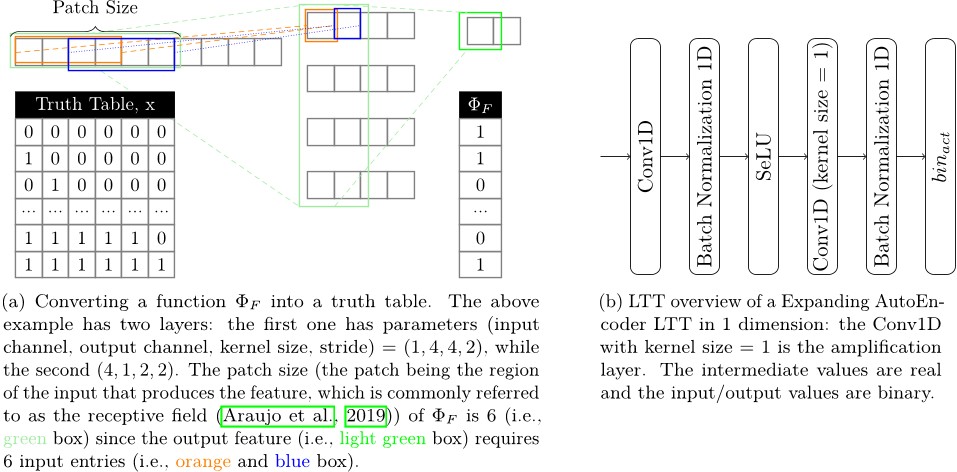 Patch Size
Truth Table, x
0 0 0 0 0 0
1 0 0 0 0 0
0 1 0 0 0 0
... ... ... ... ... ...
1 1 1 1 1 0
1 1 1 1 1 1
Φ_F
1
1
0
...
0
1
(a) Converting a function Φ_F into a truth table. The above
example has two layers: the first one has parameters (input
channel, output channel, kernel size, stride) = (1, 4, 4, 2), while
the second (4, 1, 2, 2). The patch size (the patch being the region
of the input that produces the feature, which is commonly referred
to as the receptive field (Araujo et al., 2019)) of Φ_F is 6 (i.e.,
green box) since the output feature (i.e., light green box) requires
6 input entries (i.e., orange and blue box).
Conv1D
Batch Normalization 1D
SeLU
Conv1D (kernel size = 1)
Batch Normalization 1D
bin_act
(b) LTT overview of a Expanding AutoEn-
coder LTT in 1 dimension: the Conv1D
with kernel size = 1 is the amplification
layer. The intermediate values are real
and the input/output values are binary.